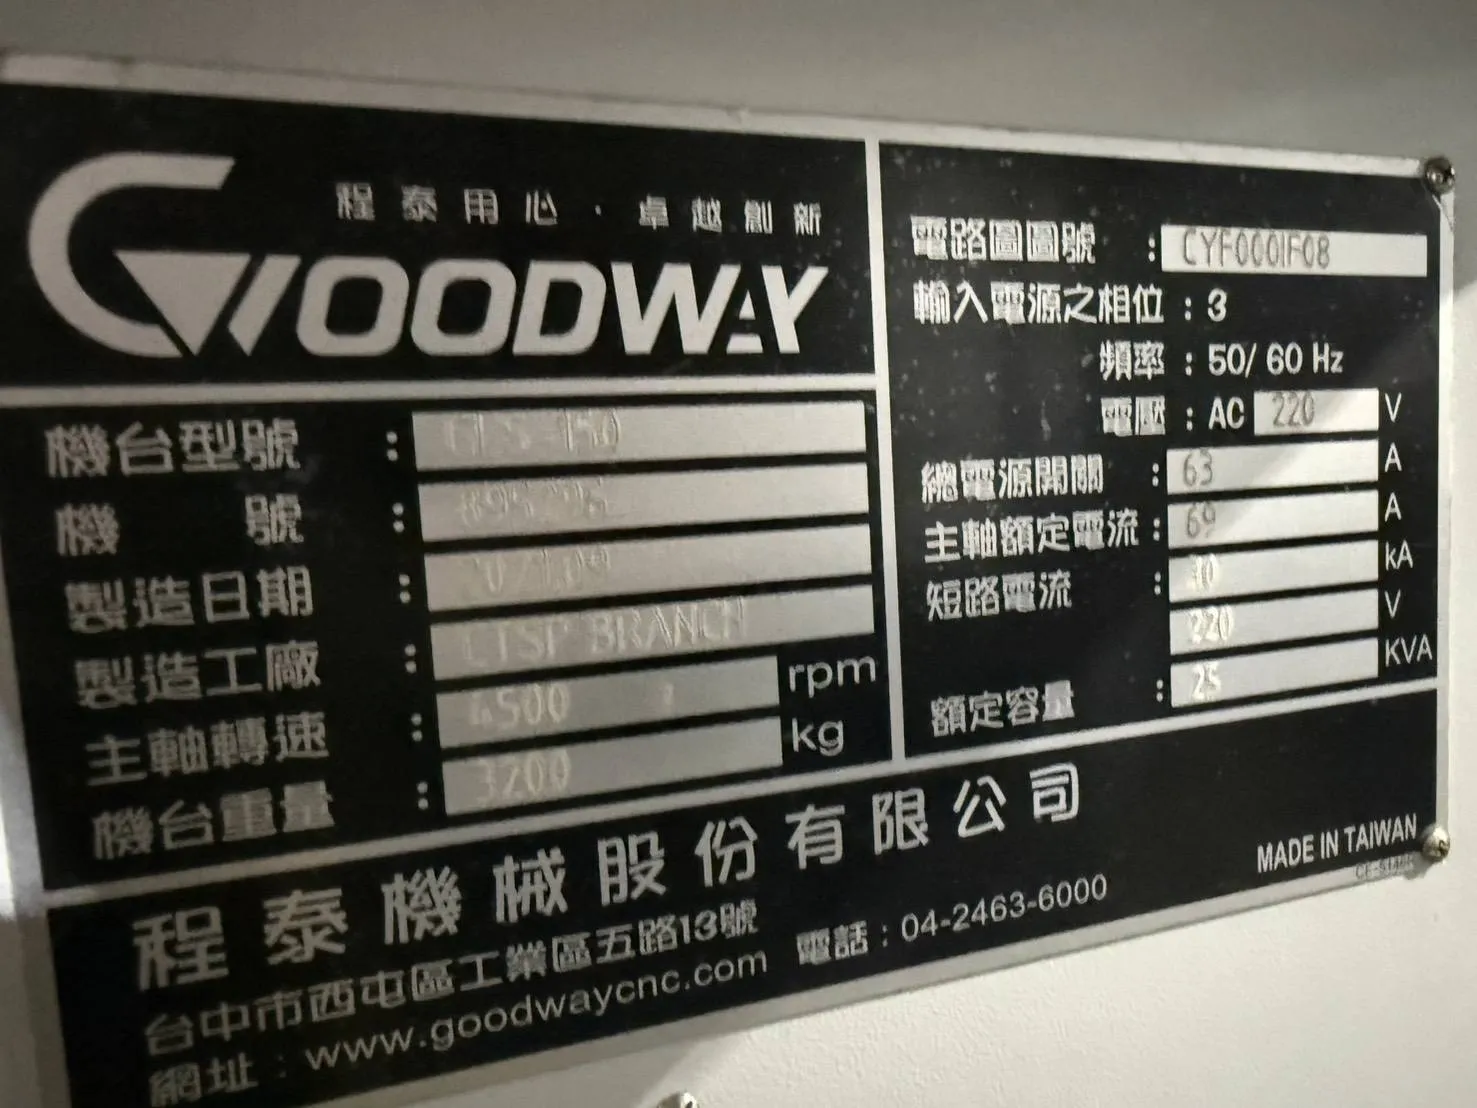 程泰用心．卓越創新
GOODWAY
機台型號 : GLS-150
機 號 :
製造日期 :
製造工廠 : CTSP BRANCH
主軸轉速 : 4500 rpm
機台重量 : 3200 kg
電路圖圖號 : CYF000IF08
輸入電源之相位 : 3
頻率 : 50/ 60 Hz
電壓 : AC 220 V
總電源開關 : 63 A
主軸額定電流 : 69 A
短路電流 : 10 kA
220 V
額定容量 : 25 KVA
程泰機械股份有限公司
台中市西屯區工業區五路13號
網址 : www.goodwaycnc.com 電話 : 04-2463-6000
MADE IN TAIWAN